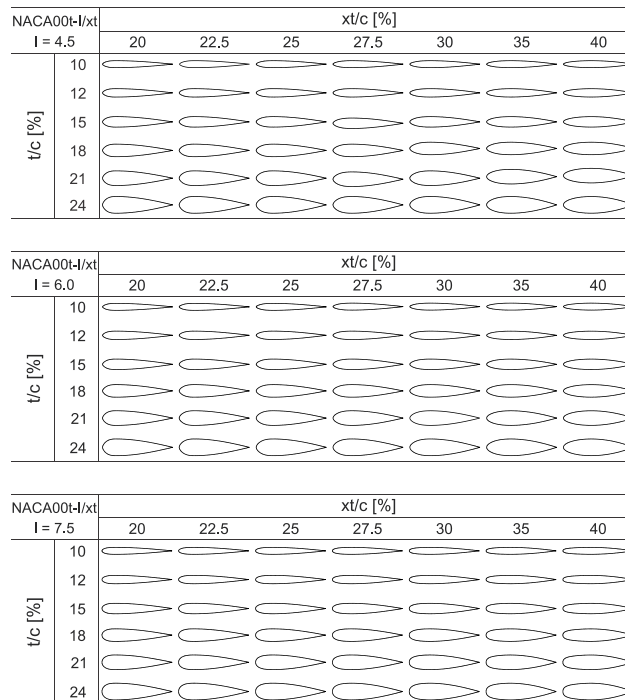 NACA00t-I/xt xt/c [%]
I = 4.5 20 22.5 25 27.5 30 35 40
t/c [%]
10
12
15
18
21
24
NACA00t-I/xt xt/c [%]
I = 6.0 20 22.5 25 27.5 30 35 40
t/c [%]
10
12
15
18
21
24
NACA00t-I/xt xt/c [%]
I = 7.5 20 22.5 25 27.5 30 35 40
t/c [%]
10
12
15
18
21
24